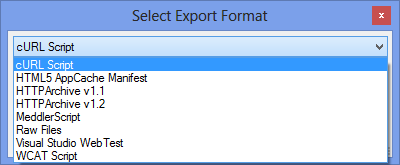 Select Export Format
x
cURL Script
cURL Script
HTML5 AppCache Manifest
HTTPArchive v1.1
HTTPArchive v1.2
MeddlerScript
Raw Files
Visual Studio WebTest
WCAT Script